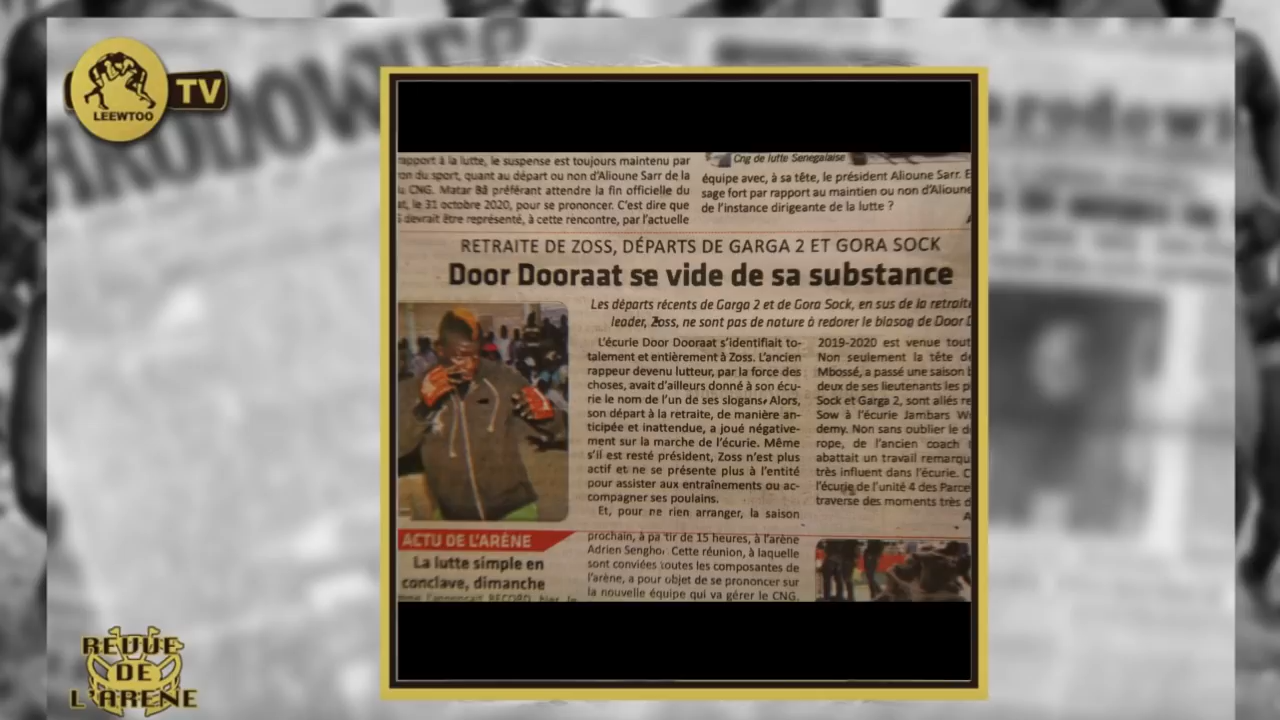 LEEWTOO
TV
rapport à la lutte, le suspense est toujours maintenu par
du sport, quant au départ ou non d'Alioune Sarr de la
CNG. Matar Bâ préférant attendre la fin officielle du
le 31 octobre 2020, pour se prononcer. C'est dire que
devrait être représenté, à cette rencontre, par l'actuelle
Cng de lutte Senegalaise
équipe avec, à sa tête, le président Alioune Sarr. E
sage fort par rapport au maintien ou non d'Alioune
de l'instance dirigeante de la lutte ?
RETRAITE DE ZOSS, DÉPARTS DE GARGA 2 ET GORA SOCK
Door Dooraat se vide de sa substance
Les départs récents de Garga 2 et de Gora Sock, en sus de la retraite
leader, Zoss, ne sont pas de nature à redorer le blason de Door D
L'écurie Door Dooraat s'identifiait to-
talement et entièrement à Zoss. L'ancien
rappeur devenu lutteur, par la force des
choses, avait d'ailleurs donné à son écu-
rie le nom de l'un de ses slogans. Alors,
son départ à la retraite, de manière an-
ticipée et inattendue, a joué négative-
ment sur la marche de l'écurie. Même
s'il est resté président, Zoss n'est plus
actif et ne se présente plus à l'entité
pour assister aux entraînements ou ac-
compagner ses poulains.
Et, pour ne rien arranger, la saison
2019-2020 est venue tout
Non seulement la tête de
Mbossé, a passé une saison b
deux de ses lieutenants les p
Sock et Garga 2, sont allés re
Sow à l'écurie Jambars W
demy. Non sans oublier le d
rope, de l'ancien coach
abattait un travail remarqu
très influent dans l'écurie. C
l'écurie de l'unité 4 des Parce
traverse des moments très d
ACTU DE L'ARÈNE
La lutte simple en
conclave, dimanche
l'annonçait RECORD hier
prochain, à partir de 15 heures, à l'arène
Adrien Senghor. Cette réunion, à laquelle
sont conviées toutes les composantes de
l'arène, a pour objet de se prononcer sur
la nouvelle équipe qui va gérer le CNG.
REVUE
DE
L'ARENE